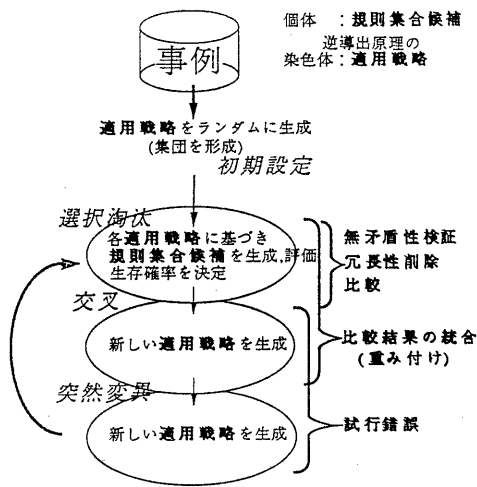 個体　：規則集合候補
逆導出原理の
染色体：適用戦略
事例
適用戦略をランダムに生成
(集団を形成)
初期設定
選択淘汰
各適用戦略に基づき
規則集合候補を生成,評価
生存確率を決定
無矛盾性検証
冗長性削除
比較
交叉
新しい適用戦略を生成
比較結果の統合
(重み付け)
突然変異
新しい適用戦略を生成
試行錯誤